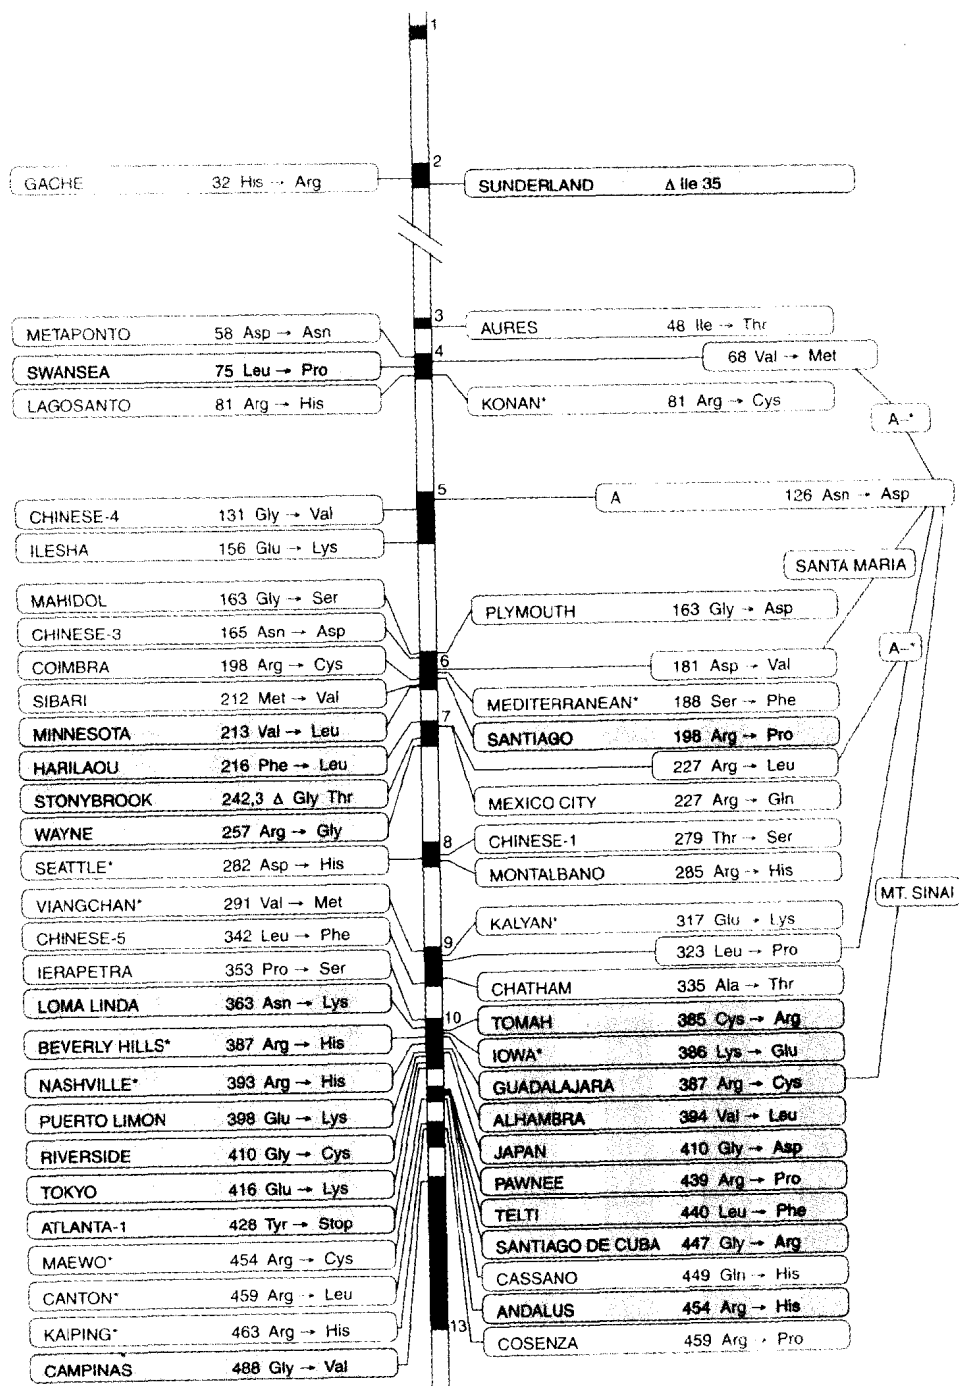 1
2
GACHE 32 His → Arg
SUNDERLAND Δ Ile 35
3
METAPONTO 58 Asp → Asn
AURES 48 Ile → Thr
4
68 Val → Met
SWANSEA 75 Leu → Pro
LAGOSANTO 81 Arg → His
KONAN* 81 Arg → Cys
A-*
5
A 126 Asn → Asp
CHINESE-4 131 Gly → Val
ILESHA 156 Glu → Lys
SANTA MARIA
MAHIDOL 163 Gly → Ser
PLYMOUTH 163 Gly → Asp
CHINESE-3 165 Asn → Asp
A-*
COIMBRA 198 Arg → Cys
6
181 Asp → Val
SIBARI 212 Met → Val
MEDITERRANEAN* 188 Ser → Phe
MINNESOTA 213 Val → Leu
7
SANTIAGO 198 Arg → Pro
HARILAOU 216 Phe → Leu
227 Arg → Leu
STONYBROOK 242,3 Δ Gly Thr
MEXICO CITY 227 Arg → Gln
WAYNE 257 Arg → Gly
8
CHINESE-1 279 Thr → Ser
SEATTLE* 282 Asp → His
MONTALBANO 285 Arg → His
VIANGCHAN* 291 Val → Met
MT. SINAI
KALYAN* 317 Glu → Lys
CHINESE-5 342 Leu → Phe
9
323 Leu → Pro
IERAPETRA 353 Pro → Ser
CHATHAM 335 Ala → Thr
LOMA LINDA 363 Asn → Lys
10
TOMAH 385 Cys → Arg
BEVERLY HILLS* 387 Arg → His
IOWA* 386 Lys → Glu
NASHVILLE* 393 Arg → His
GUADALAJARA 387 Arg → Cys
PUERTO LIMON 398 Glu → Lys
ALHAMBRA 394 Val → Leu
RIVERSIDE 410 Gly → Cys
JAPAN 410 Gly → Asp
TOKYO 416 Glu → Lys
PAWNEE 439 Arg → Pro
ATLANTA-1 428 Tyr → Stop
TELTI 440 Leu → Phe
MAEWO* 454 Arg → Cys
SANTIAGO DE CUBA 447 Gly → Arg
CANTON* 459 Arg → Leu
CASSANO 449 Gln → His
KAIPING* 463 Arg → His
ANDALUS 454 Arg → His
13
CAMPINAS 488 Gly → Val
COSENZA 459 Arg → Pro